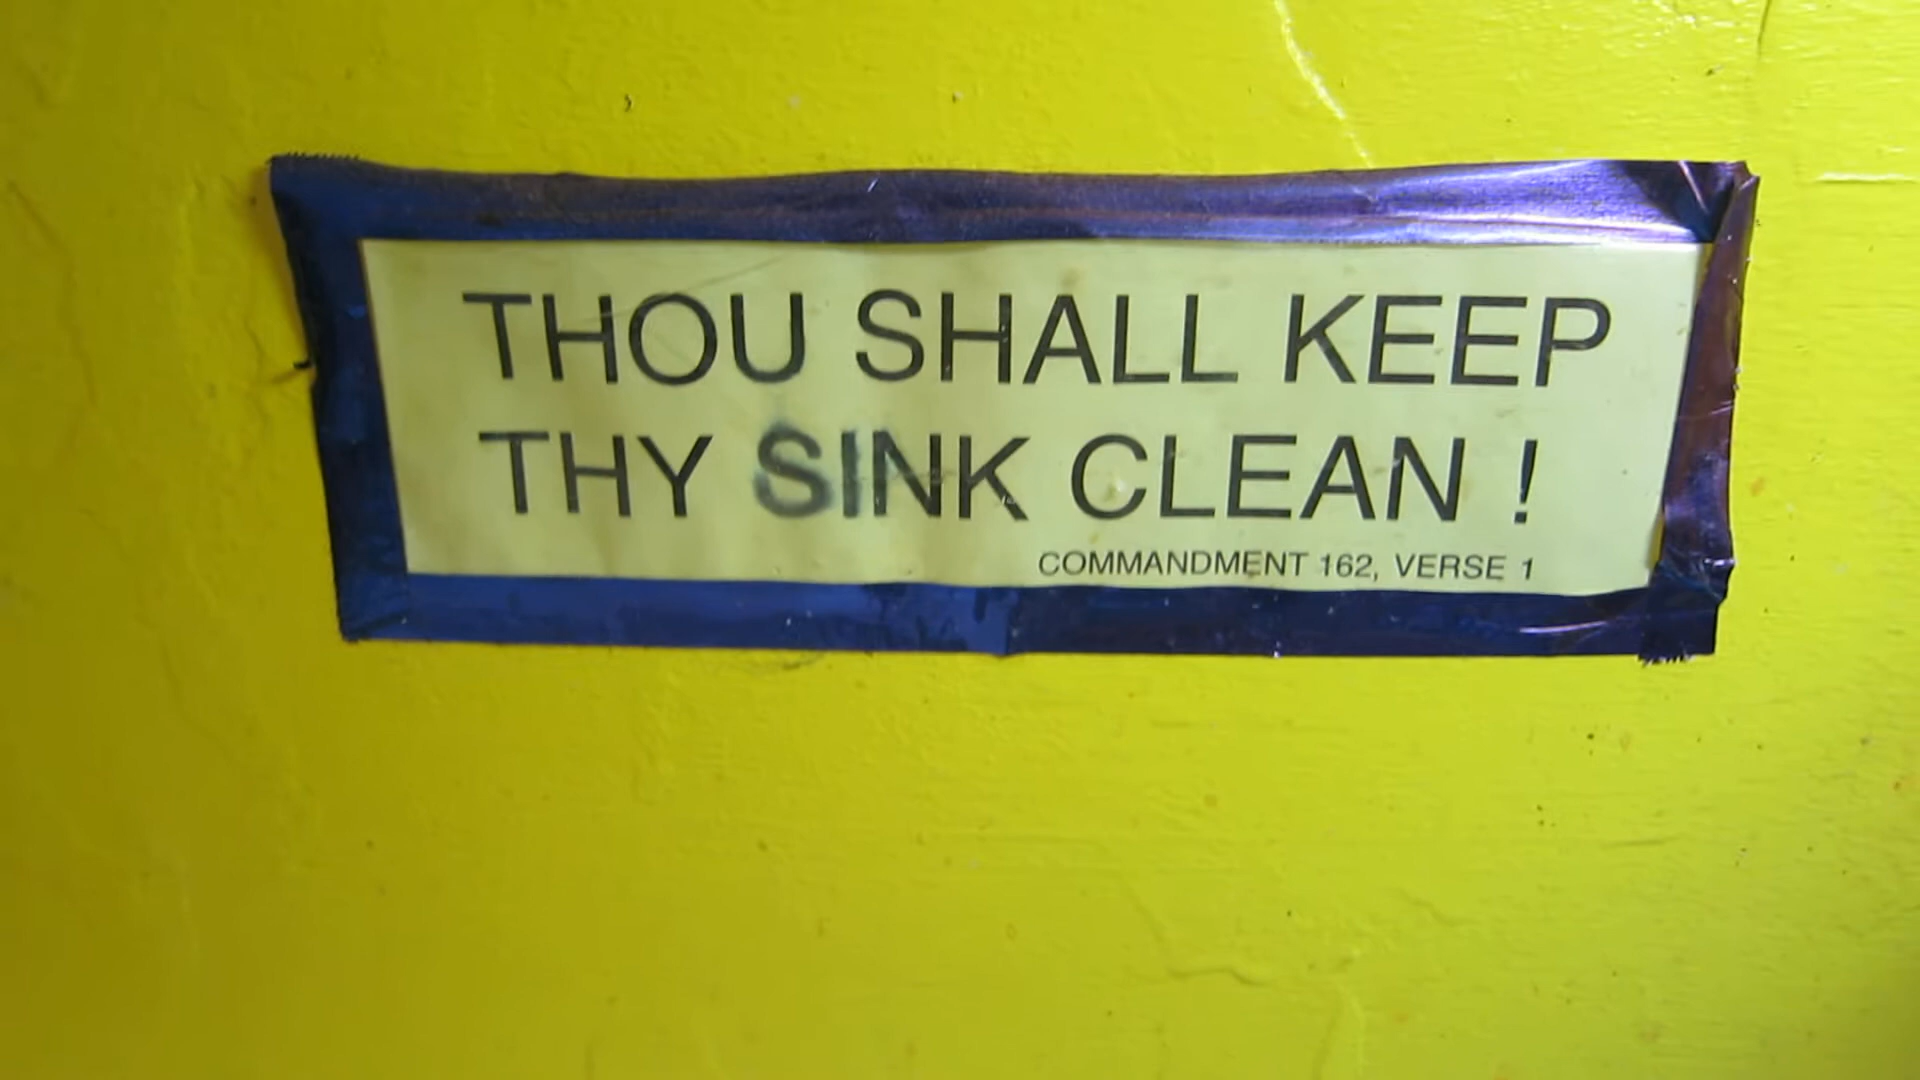 THOU SHALL KEEP
THY SINK CLEAN !
COMMANDMENT 162, VERSE 1